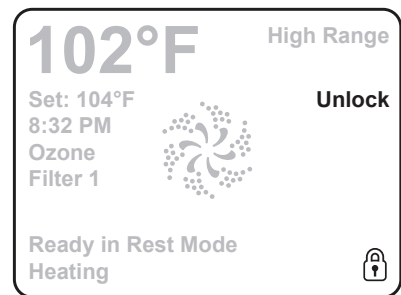 102°F
High Range
Set: 104°F
Unlock
8:32 PM
Ozone
Filter 1
Ready in Rest Mode
Heating